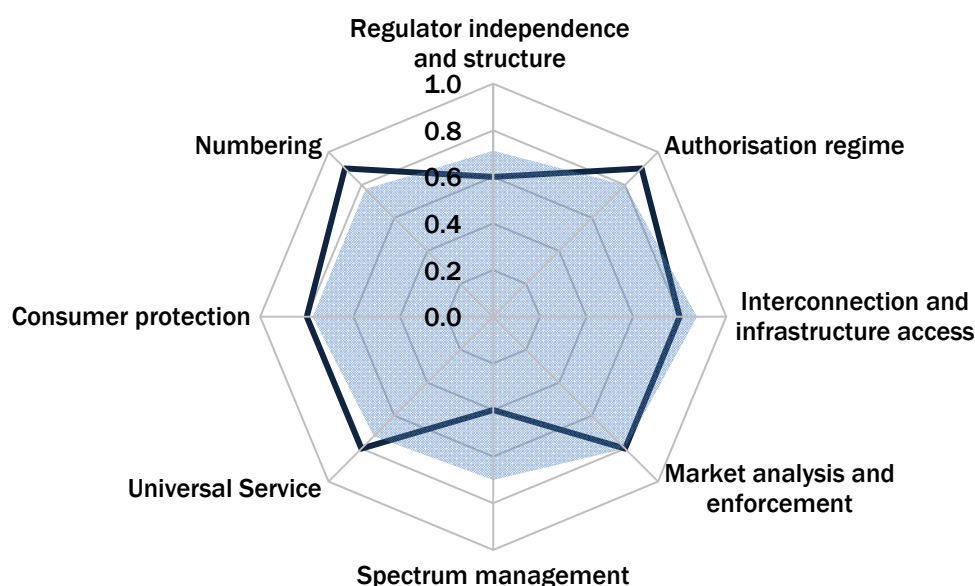 Regulator independence
and structure
1.0
Numbering
0.8
Authorisation regime
0.6
0.4
0.2
Consumer protection
0.0
Interconnection and
infrastructure access
Universal Service
Market analysis and
enforcement
Spectrum management